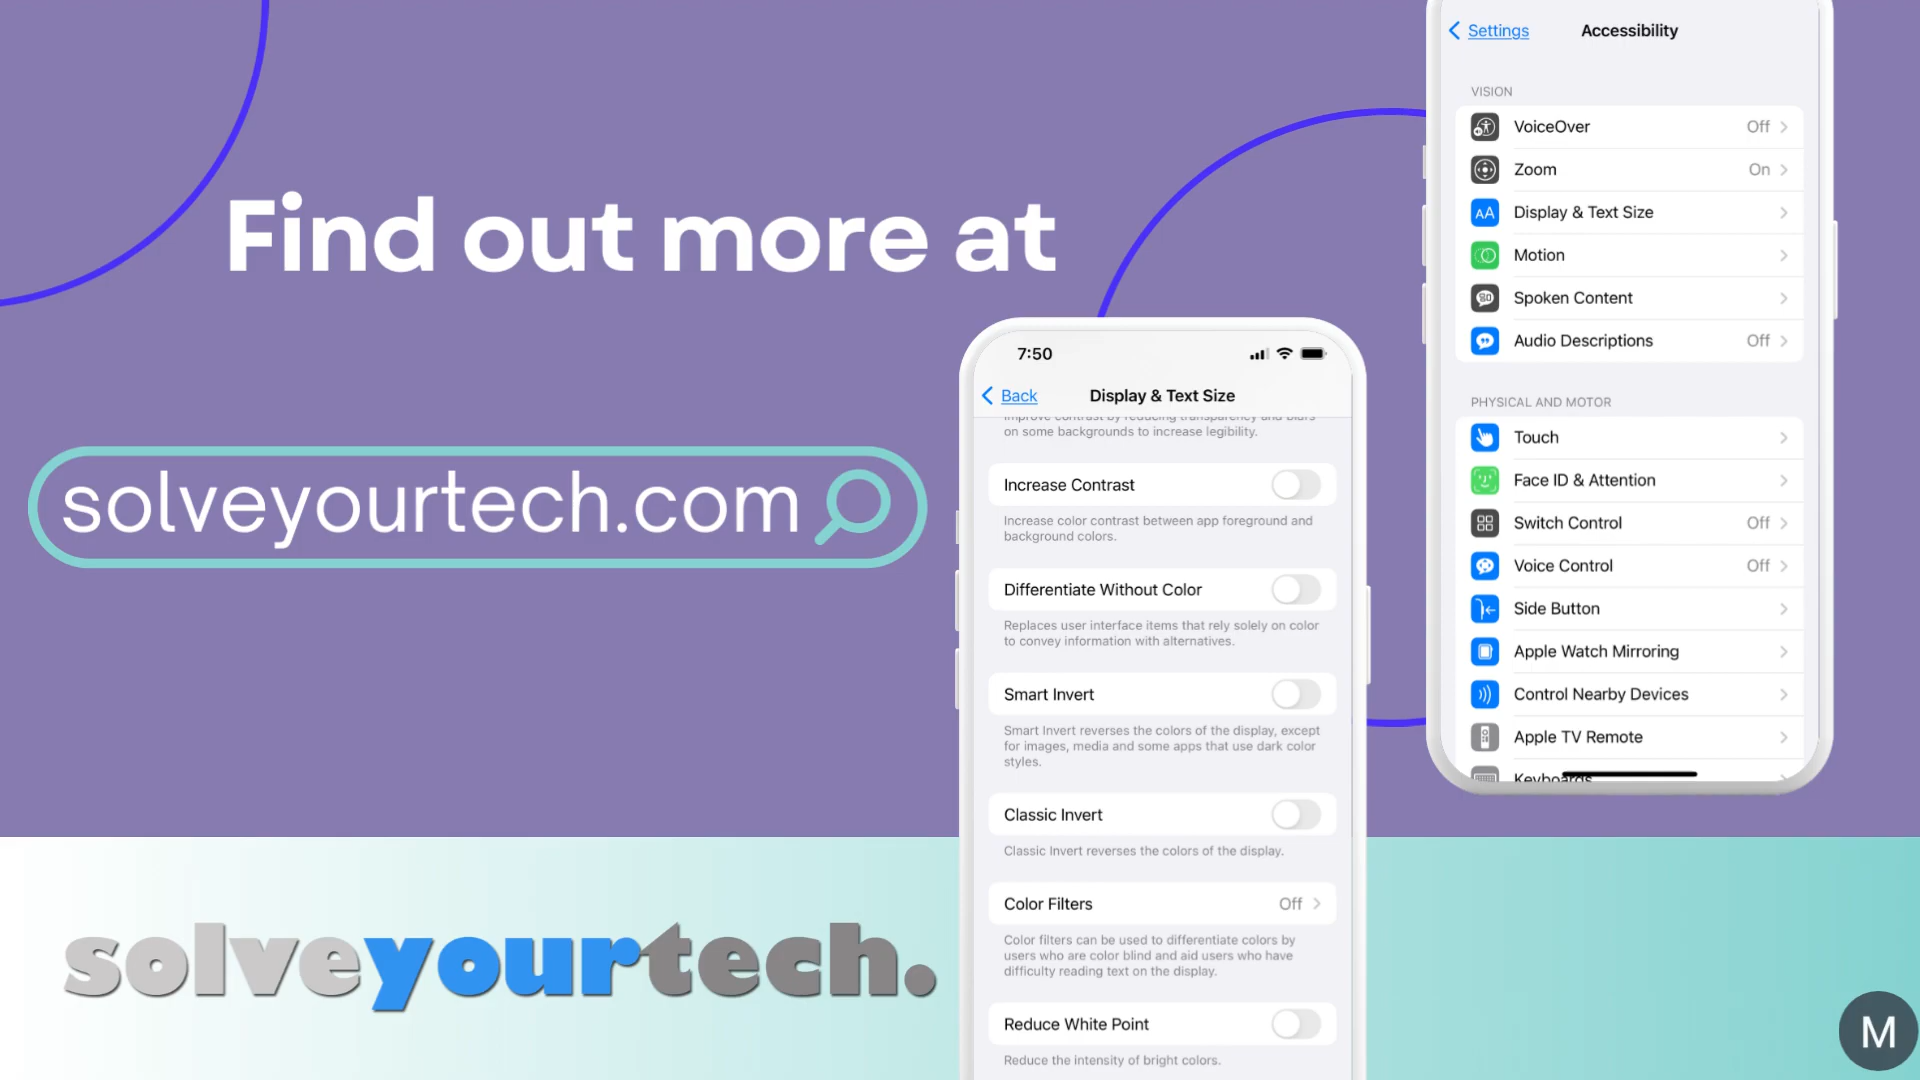 Find out more at
solveyourtech.com
solveyourtech.
7:50
Back
Display & Text Size
Improve contrast by reducing transparency and blurs
on some backgrounds to increase legibility.
Increase Contrast
Increase color contrast between app foreground and
background colors.
Differentiate Without Color
Replaces user interface items that rely solely on color
to convey information with alternatives.
Smart Invert
Smart Invert reverses the colors of the display, except
for images, media and some apps that use dark color
styles.
Classic Invert
Classic Invert reverses the colors of the display.
Color Filters Off
Color filters can be used to differentiate colors by
users who are color blind and aid users who have
difficulty reading text on the display.
Reduce White Point
Reduce the intensity of bright colors.
Settings
Accessibility
VISION
VoiceOver Off
Zoom On
Display & Text Size
Motion
Spoken Content
Audio Descriptions Off
PHYSICAL AND MOTOR
Touch
Face ID & Attention
Switch Control Off
Voice Control Off
Side Button
Apple Watch Mirroring
Control Nearby Devices
Apple TV Remote
Keyboards
M